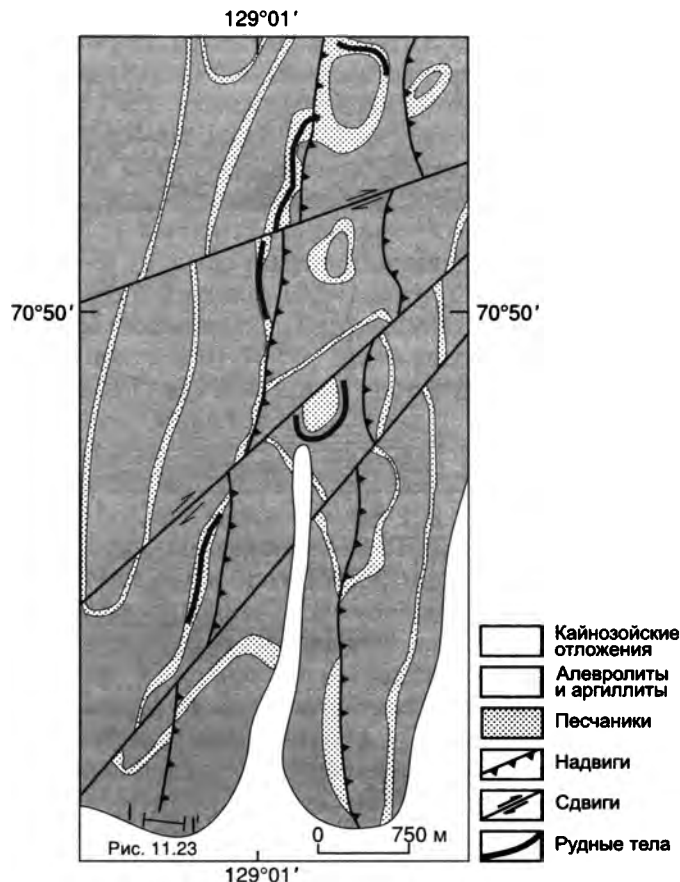 129°01′
70°50′
70°50′
Кайнозойские
отложения
Алевролиты
и аргиллиты
Песчаники
Надвиги
Сдвиги
Рудные тела
I I′
Рис. 11.23
0 750 м
129°01′